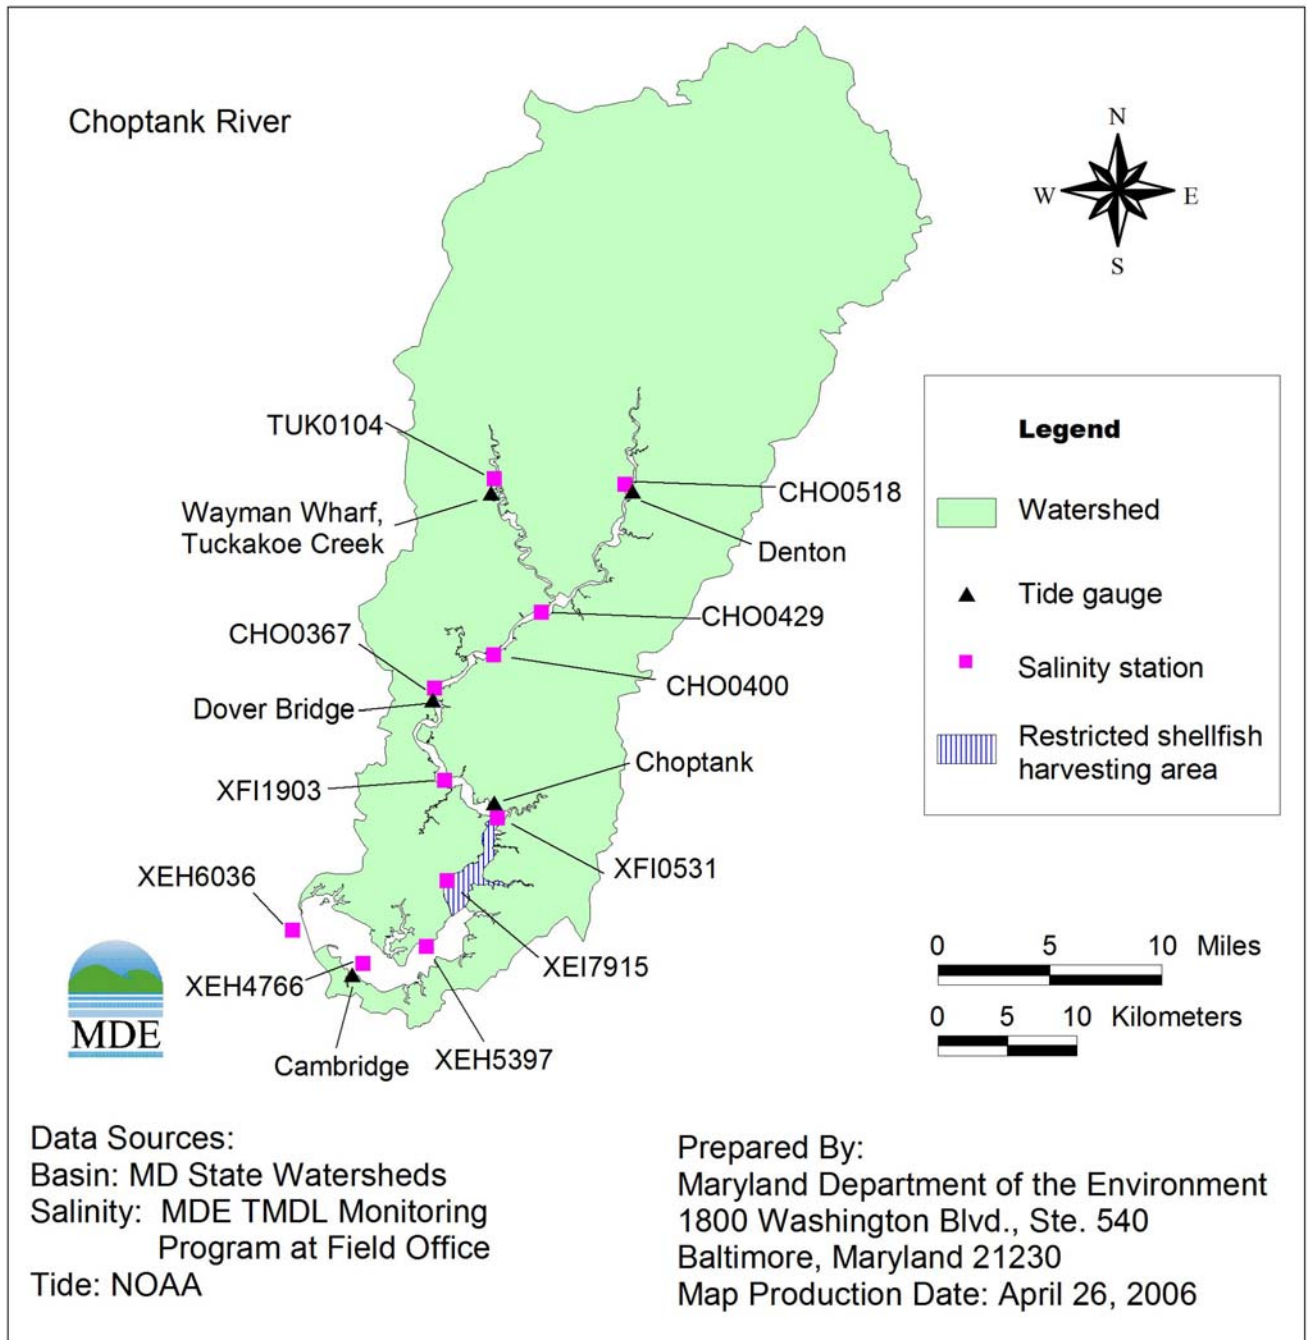 Choptank River
N
W
E
S
TUK0104
Wayman Wharf,
Tuckakoe Creek
CHO0518
Denton
CHO0429
CHO0367
CHO0400
Dover Bridge
Choptank
XFI1903
XFI0531
XEH6036
XEI7915
XEH4766
Cambridge
XEH5397
Legend
Watershed
Tide gauge
Salinity station
Restricted shellfish
harvesting area
0 5 10 Miles
0 5 10 Kilometers
MDE
Data Sources:
Basin: MD State Watersheds
Salinity: MDE TMDL Monitoring
Program at Field Office
Tide: NOAA
Prepared By:
Maryland Department of the Environment
1800 Washington Blvd., Ste. 540
Baltimore, Maryland 21230
Map Production Date: April 26, 2006